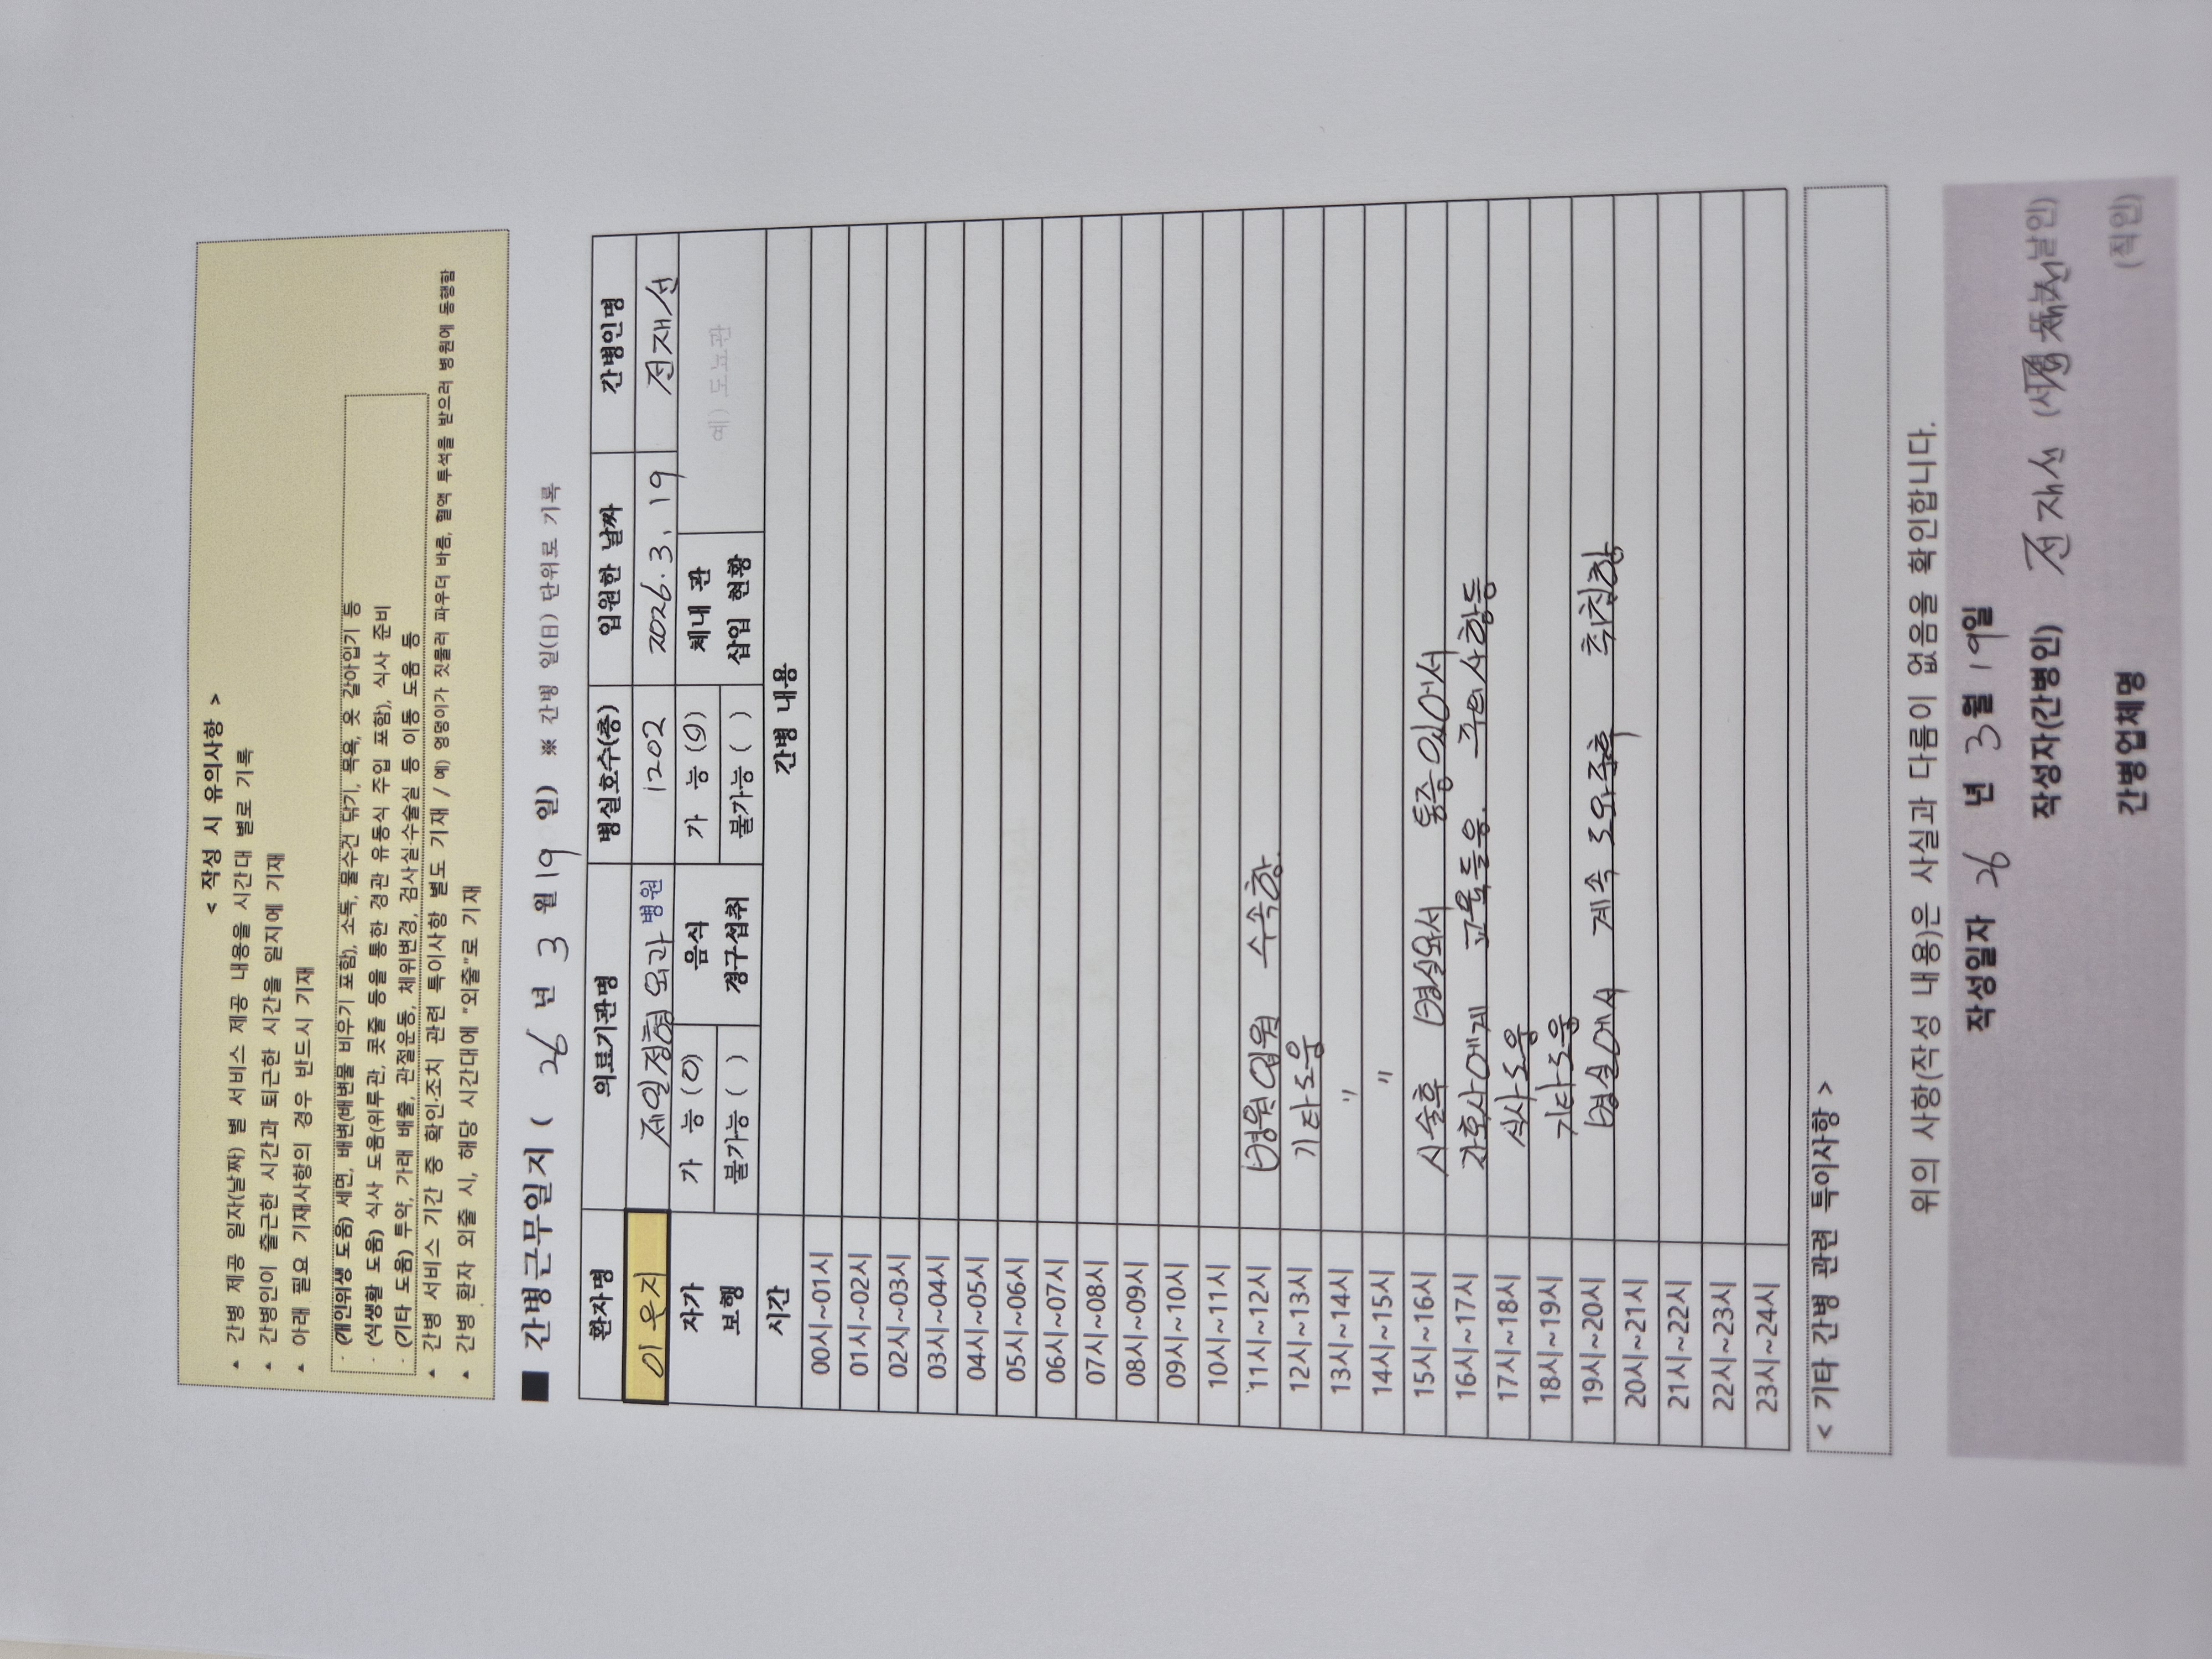 < 작성 시 유의사항 >
▲ 간병 제공 일자(날짜) 별 서비스 제공 내용을 시간대 별로 기록
▲ 간병인이 출근한 시간과 퇴근한 시간을 일지에 기재
▲ 아래 필요 기재사항의 경우 반드시 기재
· (개인위생 도움) 세면, 배변(배변물 비우기 포함), 소독, 물수건 닦기, 목욕, 옷 갈아입기 등
· (식생활 도움) 식사 도움(위루관, 콧줄 등을 통한 경관 유동식 주입 포함), 식사 준비
· (기타 도움) 투약, 가래 배출, 관절운동, 체위변경, 검사실·수술실 등 이동 도움 등
▲ 간병 서비스 기간 중 확인·조치 관련 특이사항 별도 기재 / 예) 엉덩이가 짓물러 파우더 바름, 혈액 투석을 받으러 병원에 동행함
▲ 간병 환자 외출 시, 해당 시간대에 "외출"로 기재
■ 간병근무일지 ( 26 년 3 월 19 일) ※ 간병 일(日) 단위로 기록
환자명 의료기관명 병실호수(층) 입원한 날짜 간병인명
이은지 제일정형외과병원 1202 2026.3.19 전재선
자가 보행 가 능 (O) 불가능 ( ) 음식 경구섭취 가 능 (O) 불가능 ( ) 체내 관 삽입 현황 예) 도뇨관
시간 간병 내용
00시~01시
01시~02시
02시~03시
03시~04시
04시~05시
05시~06시
06시~07시
07시~08시
08시~09시
09시~10시
10시~11시
11시~12시 병원입원 수속함.
12시~13시 기타도움
13시~14시 "
14시~15시 "
15시~16시 시술후 병실와서 통증있어서
16시~17시 간호사에게 교육들음. 주의사항등
17시~18시 식사도움
18시~19시 기타도움
19시~20시 병실에서 계속 도와준후 취침함
20시~21시
21시~22시
22시~23시
23시~24시
< 기타 간병 관련 특이사항 >
위의 사항(작성 내용)은 사실과 다름이 없음을 확인합니다.
작성일자 26 년 3월 19일
작성자(간병인) 전재선 (서명 날인)
간병업체명 (직인)